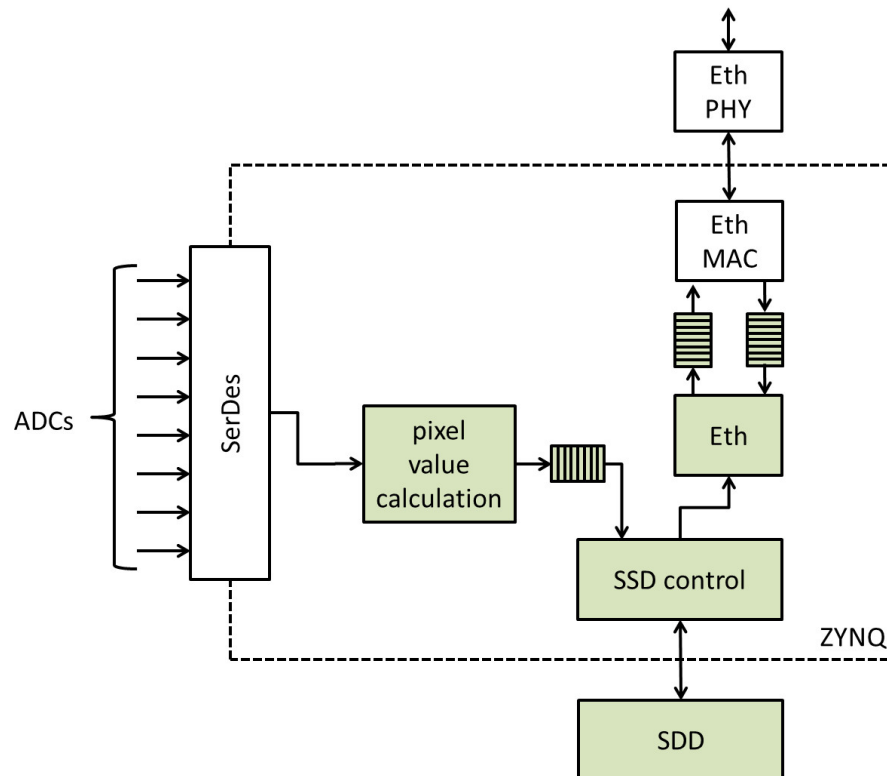 Eth
PHY
Eth
MAC
ADCs
SerDes
pixel
value
calculation
Eth
SSD control
ZYNQ
SDD